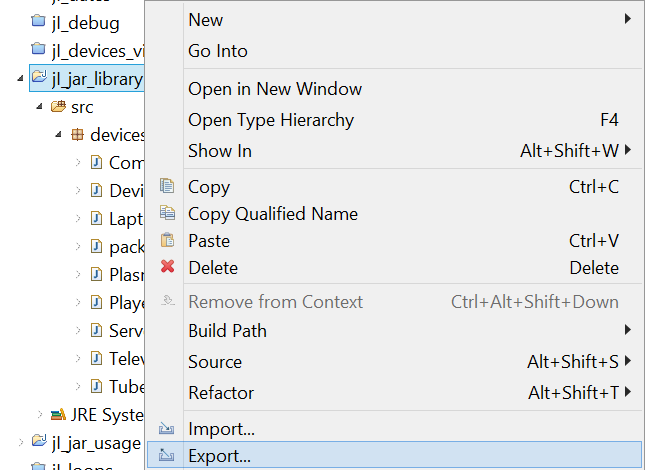 jl_debug
jl_devices_vi
jl_jar_library
src
devices
Com
Devi
Lapt
pack
Plasm
Playe
Serv
Telev
Tube
JRE Syste
jl_jar_usage
New
Go Into
Open in New Window
Open Type Hierarchy F4
Show In Alt+Shift+W
Copy Ctrl+C
Copy Qualified Name
Paste Ctrl+V
Delete Delete
Remove from Context Ctrl+Alt+Shift+Down
Build Path
Source Alt+Shift+S
Refactor Alt+Shift+T
Import...
Export...